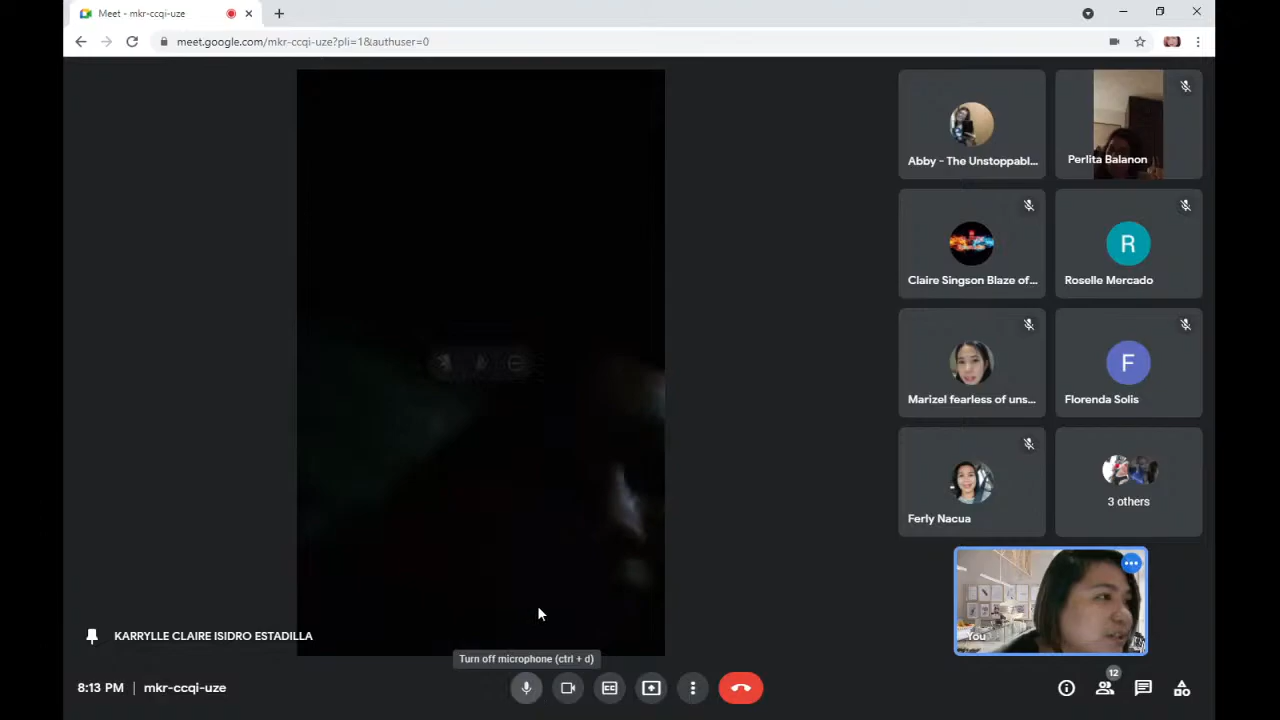 Meet - mkr-ccqi-uze
meet.google.com/mkr-ccqi-uze?pli=1&authuser=0
Abby - The Unstoppabl...
Perlita Balanon
Claire Singson Blaze of...
R
Roselle Mercado
Marizel fearless of uns...
F
Florenda Solis
Ferly Nacua
3 others
You
KARRYLLE CLAIRE ISIDRO ESTADILLA
Turn off microphone (ctrl + d)
8:13 PM | mkr-ccqi-uze
12